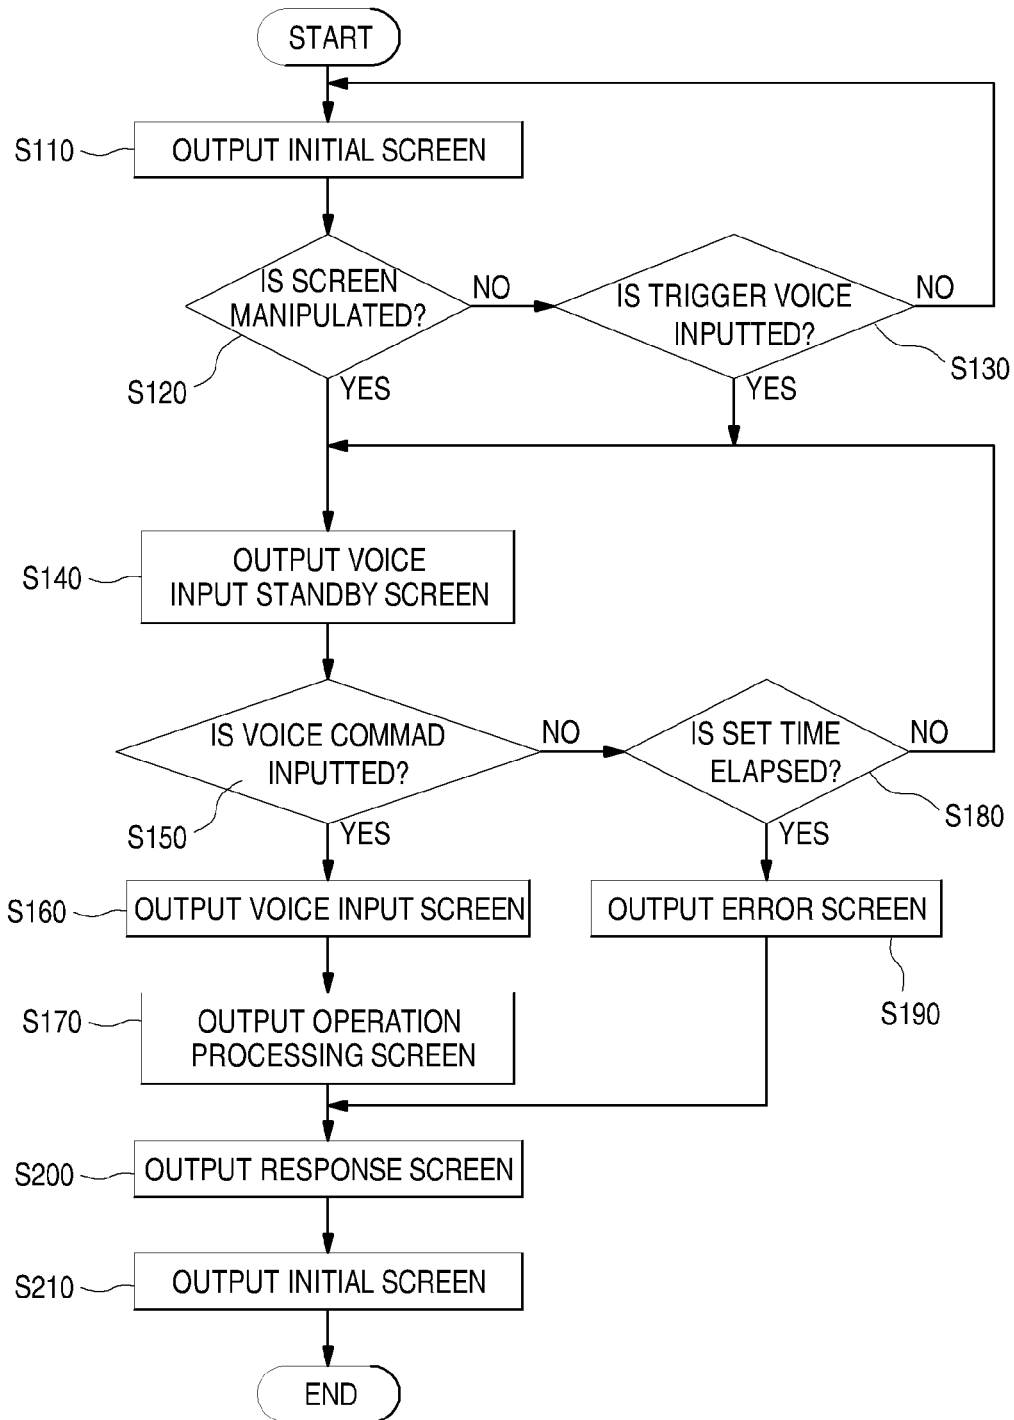 START
S110
OUTPUT INITIAL SCREEN
IS SCREEN
MANIPULATED?
NO
IS TRIGGER VOICE
INPUTTED?
NO
S120
YES
YES
S130
S140
OUTPUT VOICE
INPUT STANDBY SCREEN
IS VOICE COMMAD
INPUTTED?
NO
IS SET TIME
ELAPSED?
NO
S150
YES
YES
S180
S160
OUTPUT VOICE INPUT SCREEN
OUTPUT ERROR SCREEN
S190
S170
OUTPUT OPERATION
PROCESSING SCREEN
S200
OUTPUT RESPONSE SCREEN
S210
OUTPUT INITIAL SCREEN
END